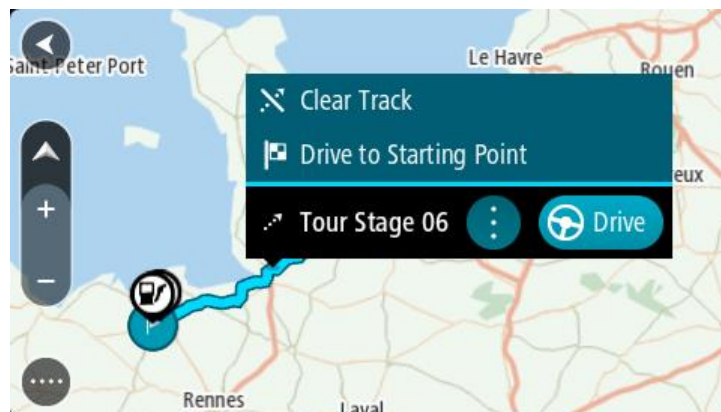 Saint Peter Port
Le Havre
Rouen
Clear Track
Drive to Starting Point
eux
Tour Stage 06
Drive
Rennes
Laval